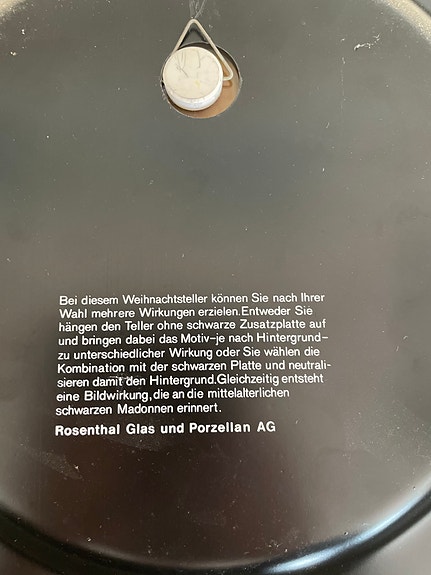 Bei diesem Weihnachtsteller können Sie nach Ihrer
Wahl mehrere Wirkungen erzielen.Entweder Sie
hängen den Teller ohne schwarze Zusatzplatte auf
und bringen dabei das Motiv-je nach Hintergrund-
zu unterschiedlicher Wirkung oder Sie wählen die
Kombination mit der schwarzen Platte und neutrali-
sieren damit den Hintergrund.Gleichzeitig entsteht
eine Bildwirkung,die an die mittelalterlichen
schwarzen Madonnen erinnert.
Rosenthal Glas und Porzellan AG